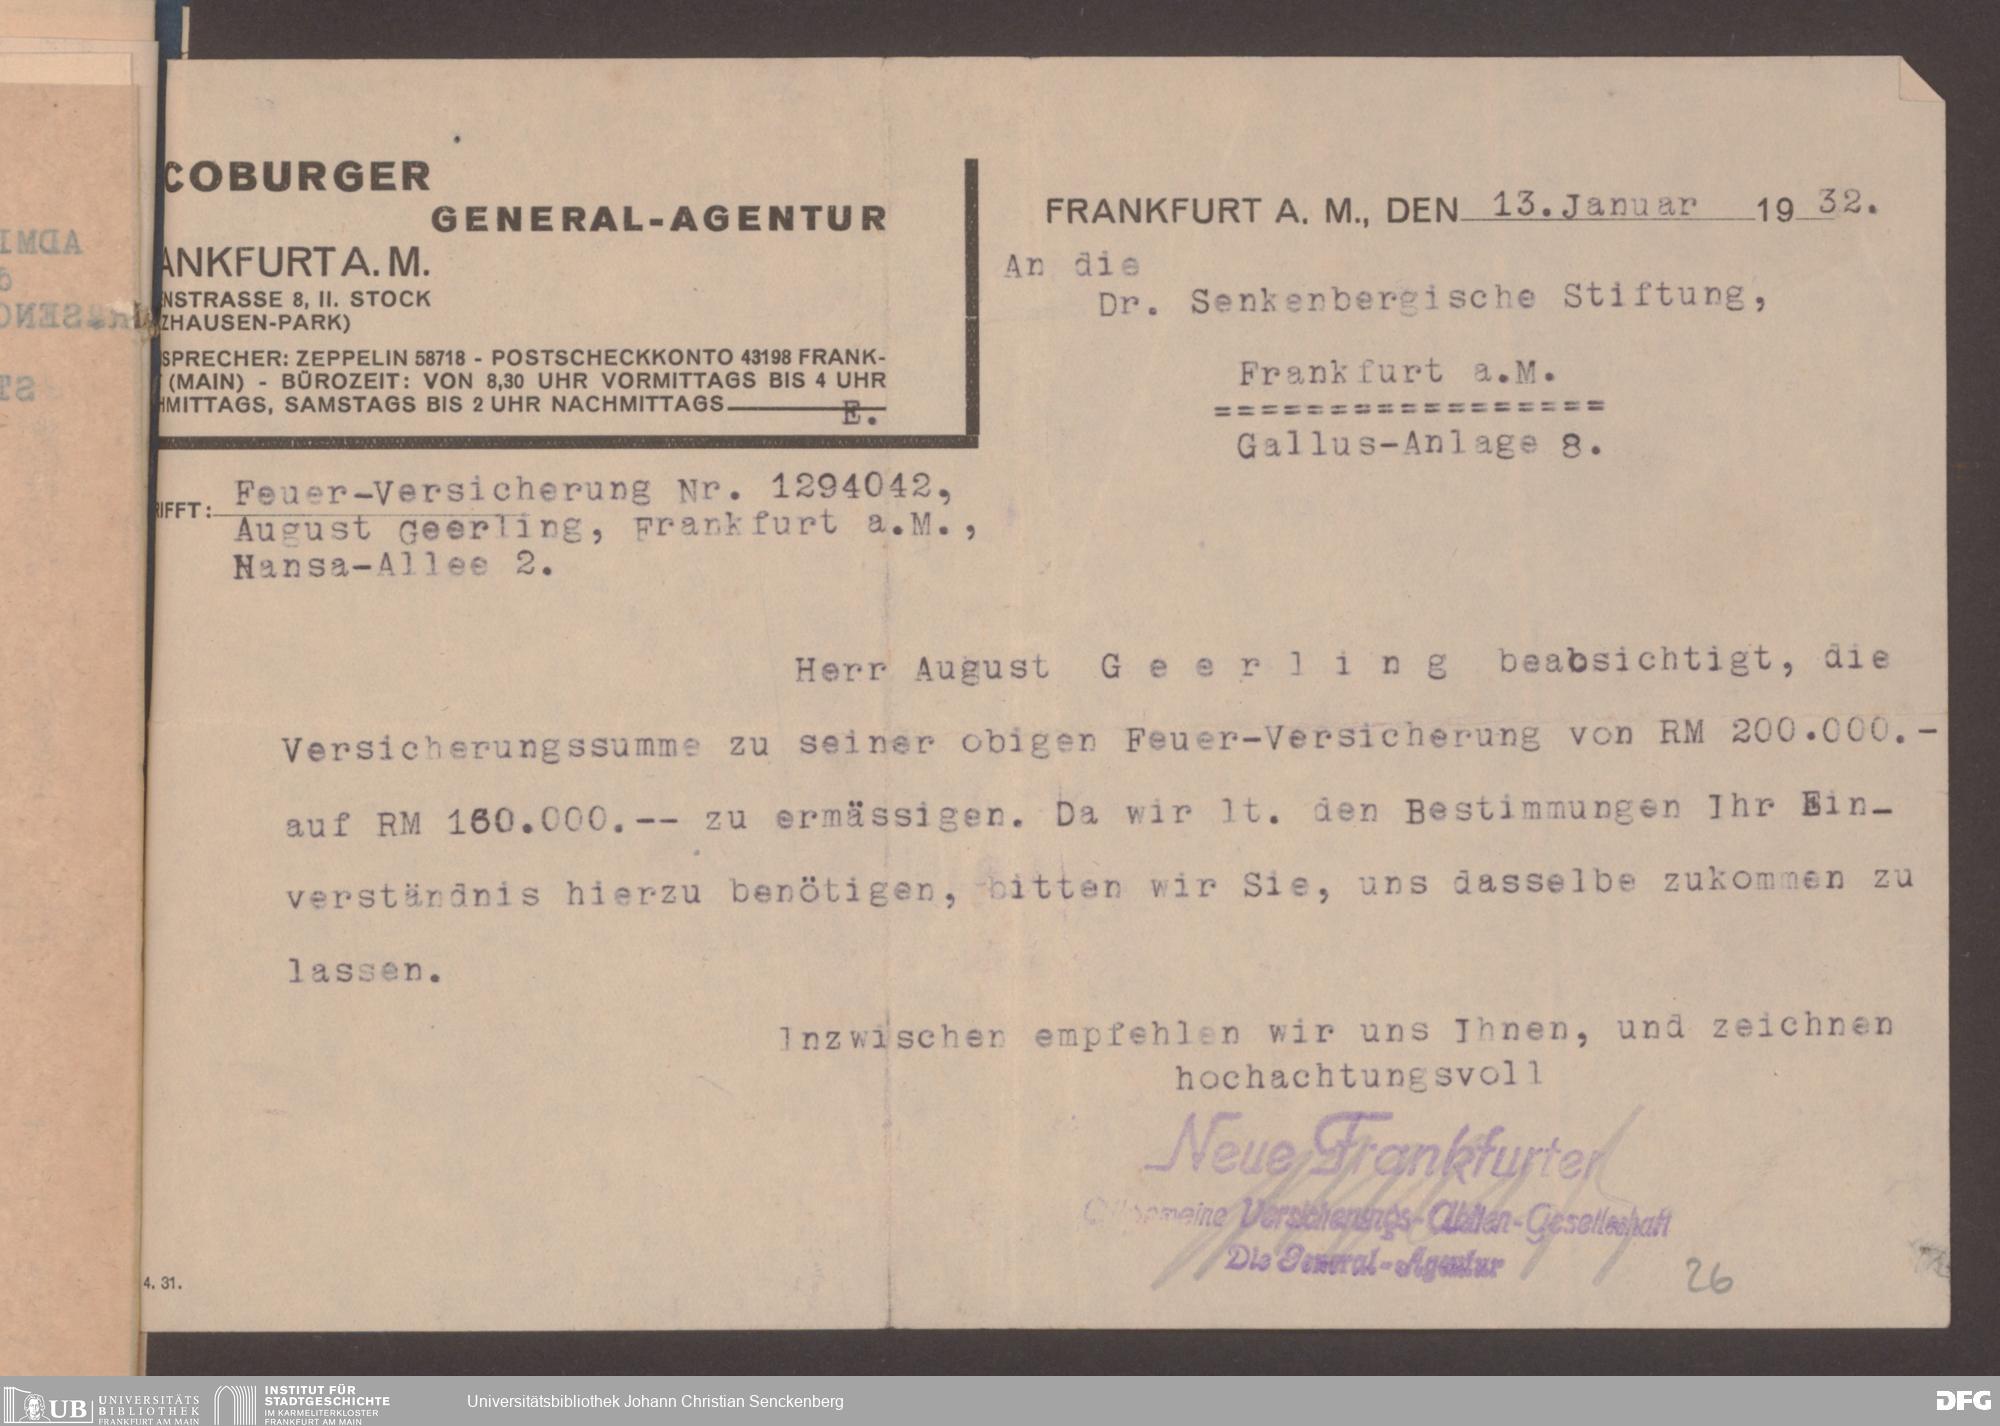 COBURGER
GENERAL-AGENTUR
ANKFURT A. M.
NSTRASSE 8, II. STOCK
ZHAUSEN-PARK)
SPRECHER: ZEPPELIN 58718 - POSTSCHECKKONTO 43198 FRANK-
(MAIN) - BÜROZEIT: VON 8,30 UHR VORMITTAGS BIS 4 UHR
HMITTAGS, SAMSTAGS BIS 2 UHR NACHMITTAGS
E.
FRANKFURT A. M., DEN 13.Januar 1932.
An die
Dr. Senkenbergische Stiftung,
Frankfurt a.M.
=================
Gallus-Anlage 8.
RIFFT: Feuer-Versicherung Nr. 1294042,
August Geerling, Frankfurt a.M.,
Hansa-Allee 2.
Herr August G e e r l i n g beabsichtigt, die
Versicherungssumme zu seiner obigen Feuer-Versicherung von RM 200.000.-
auf RM 160.000.-- zu ermässigen. Da wir lt. den Bestimmungen Ihr Ein-
verständnis hierzu benötigen, bitten wir Sie, uns dasselbe zukommen zu
lassen.
Inzwischen empfehlen wir uns Ihnen, und zeichnen
hochachtungsvoll
Neue Frankfurter
Allgemeine Versicherungs-Aktien-Gesellschaft
Die General-Agentur
26
4. 31.
ADMI
SENC
ST
UB UNIVERSITÄTS
BIBLIOTHEK
FRANKFURT AM MAIN
INSTITUT FÜR
STADTGESCHICHTE
IM KARMELITERKLOSTER
FRANKFURT AM MAIN
Universitätsbibliothek Johann Christian Senckenberg
DFG